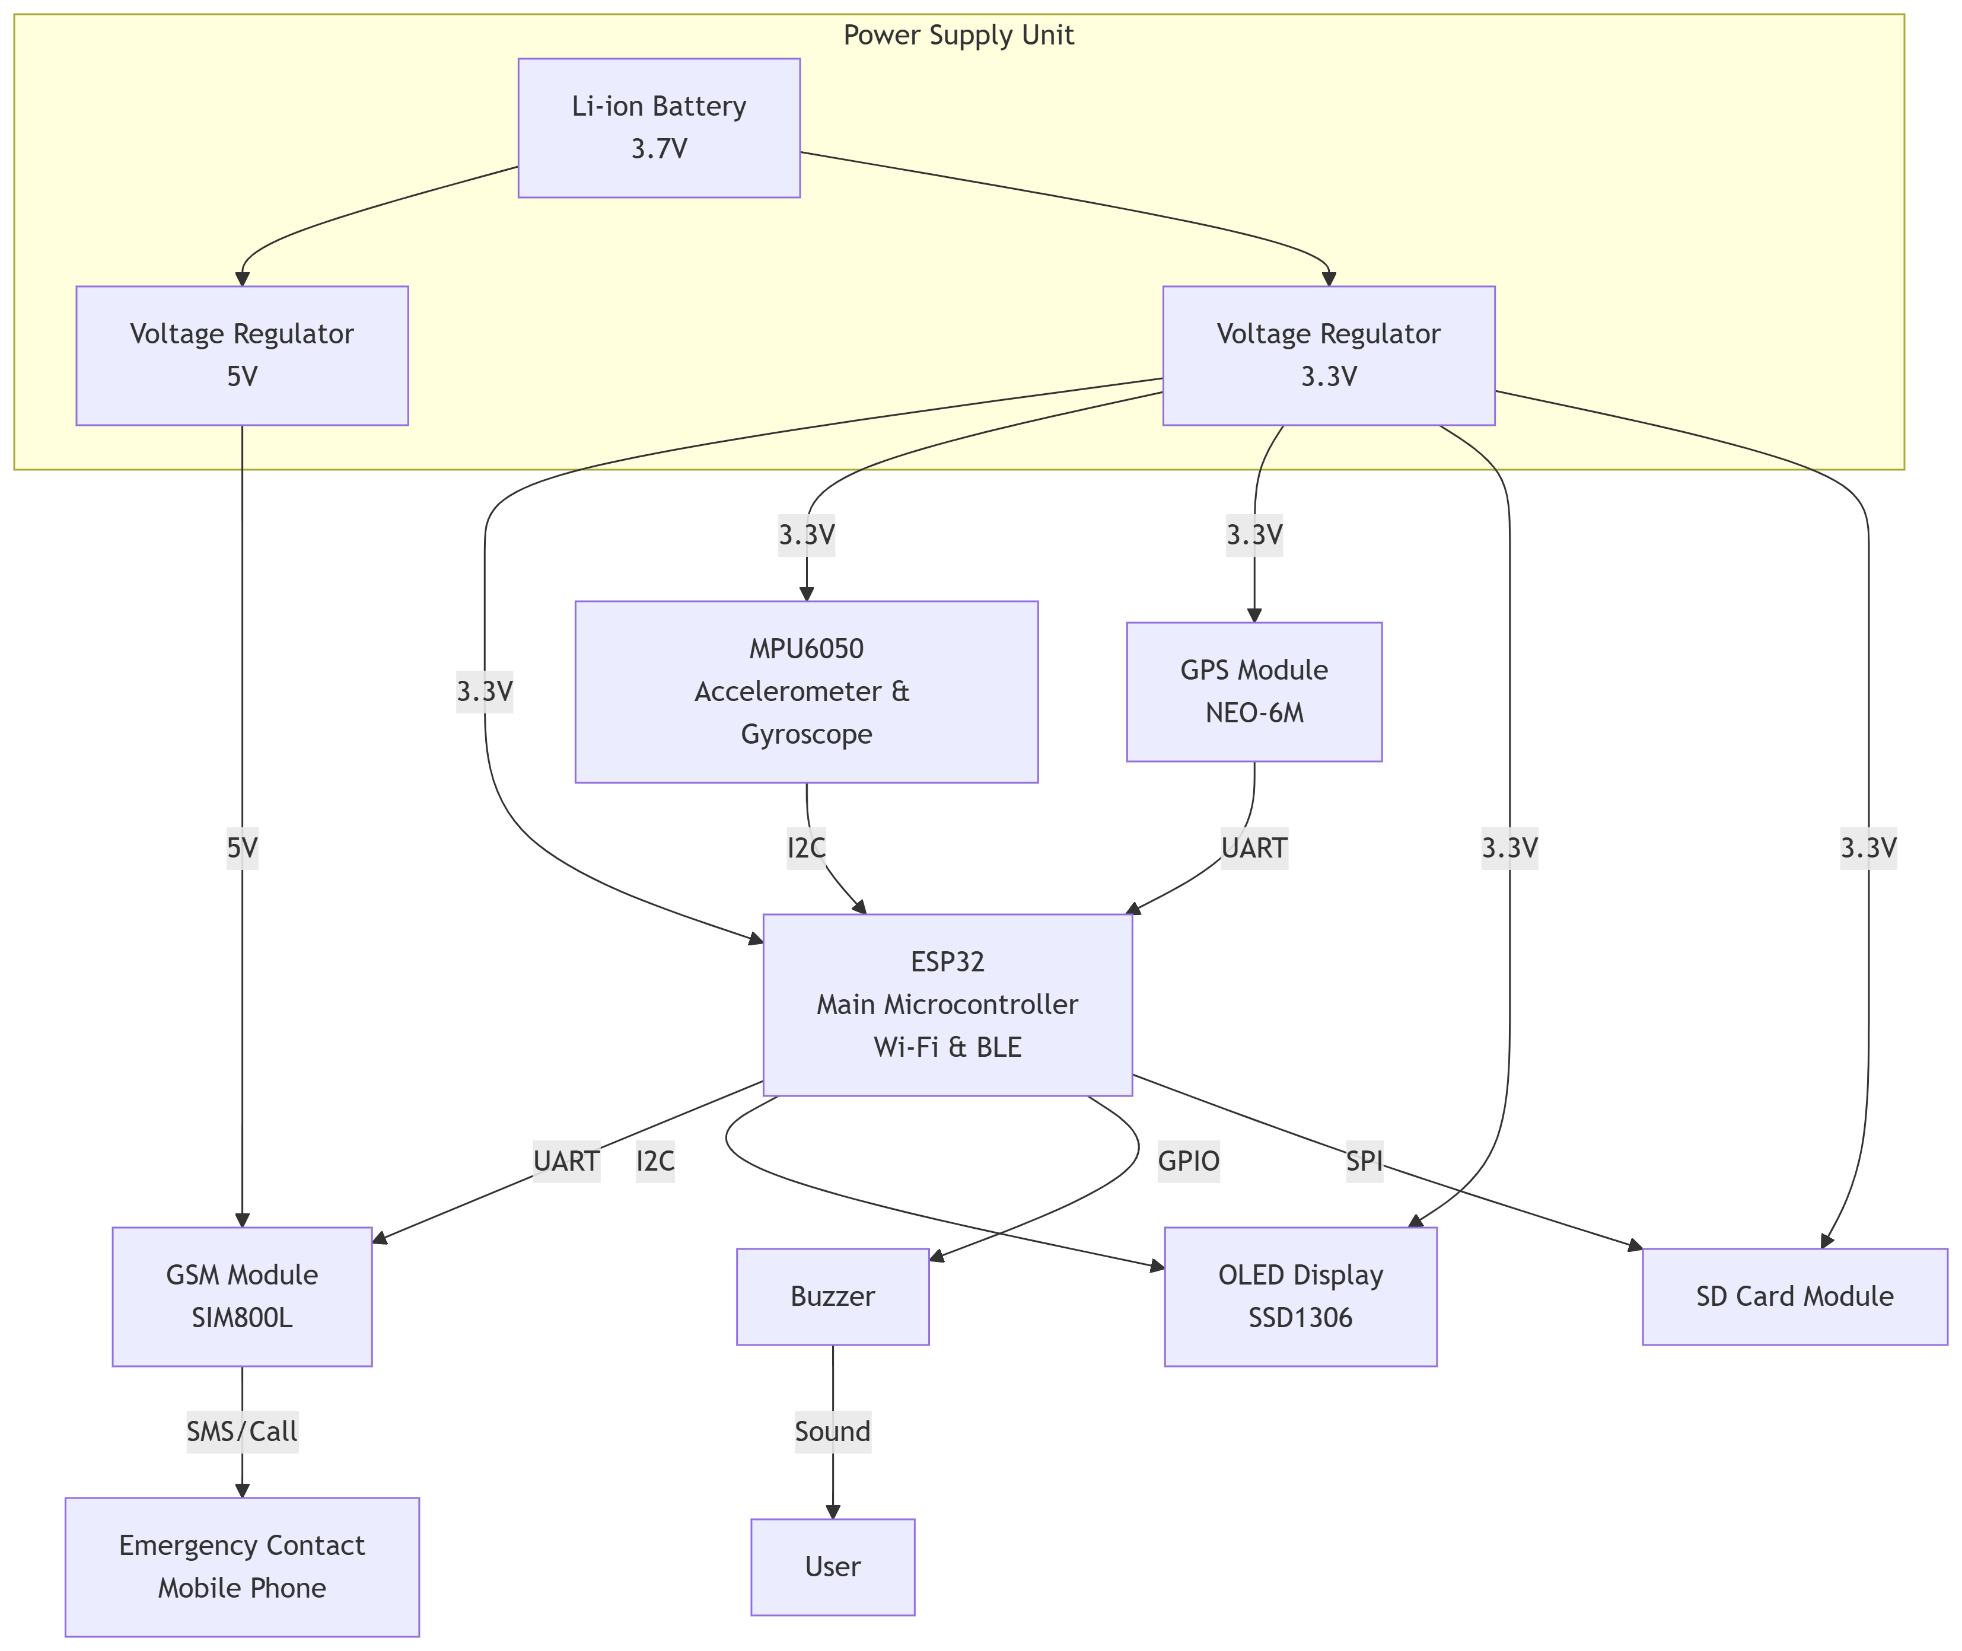 Power Supply Unit
Li-ion Battery
3.7V
Voltage Regulator
5V
Voltage Regulator
3.3V
3.3V
3.3V
MPU6050
Accelerometer &
Gyroscope
GPS Module
NEO-6M
3.3V
5V
I2C
UART
3.3V
3.3V
ESP32
Main Microcontroller
Wi-Fi & BLE
UART
I2C
GPIO
SPI
GSM Module
SIM800L
Buzzer
OLED Display
SSD1306
SD Card Module
SMS/Call
Sound
Emergency Contact
Mobile Phone
User